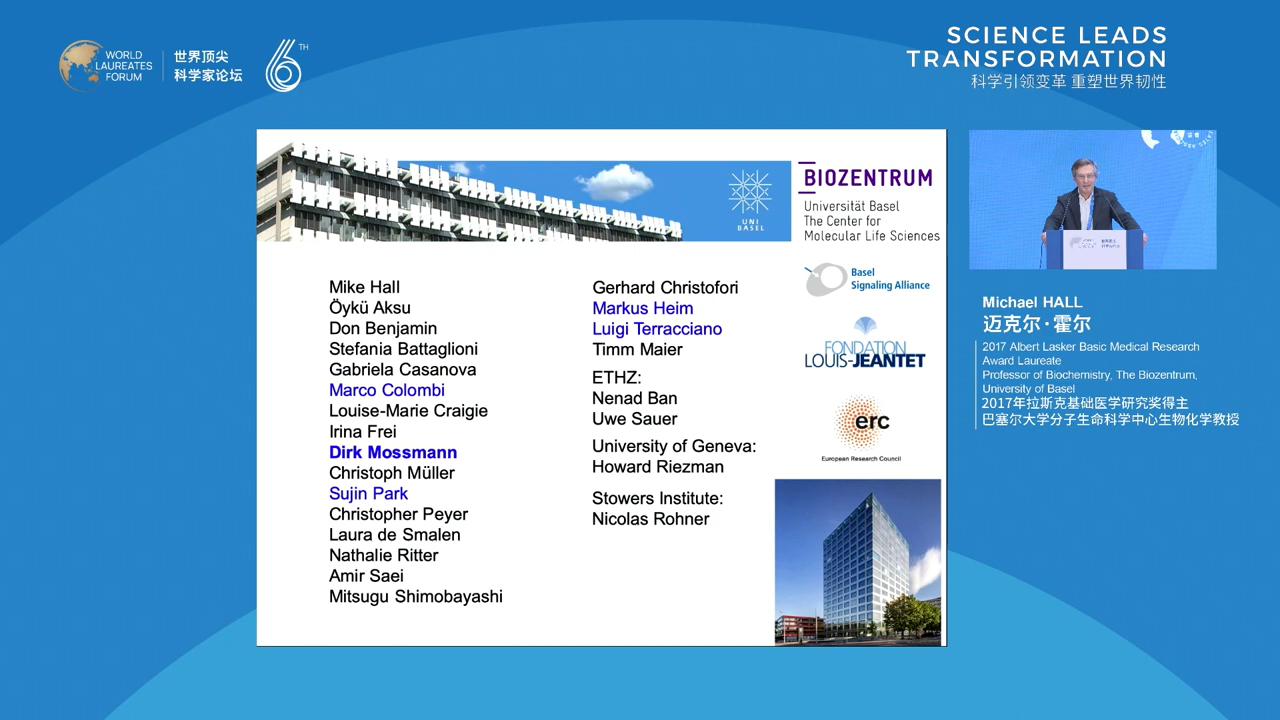 WORLD
LAUREATES
FORUM
世界顶尖
科学家论坛
6TH
SCIENCE LEADS
TRANSFORMATION
科学引领变革 重塑世界韧性
UNI
BASEL
BIOZENTRUM
Universität Basel
The Center for
Molecular Life Sciences
Mike Hall
Öykü Aksu
Don Benjamin
Stefania Battaglioni
Gabriela Casanova
Marco Colombi
Louise-Marie Craigie
Irina Frei
Dirk Mossmann
Christoph Müller
Sujin Park
Christopher Peyer
Laura de Smalen
Nathalie Ritter
Amir Saei
Mitsugu Shimobayashi
Gerhard Christofori
Markus Heim
Luigi Terracciano
Timm Maier
ETHZ:
Nenad Ban
Uwe Sauer
University of Geneva:
Howard Riezman
Stowers Institute:
Nicolas Rohner
Basel
Signaling Alliance
FONDATION
LOUIS-JEANTET
erc
European Research Council
Michael HALL
迈克尔·霍尔
2017 Albert Lasker Basic Medical Research
Award Laureate
Professor of Biochemistry, The Biozentrum,
University of Basel
2017年拉斯克基础医学研究奖得主
巴塞尔大学分子生命科学中心生物化学教授